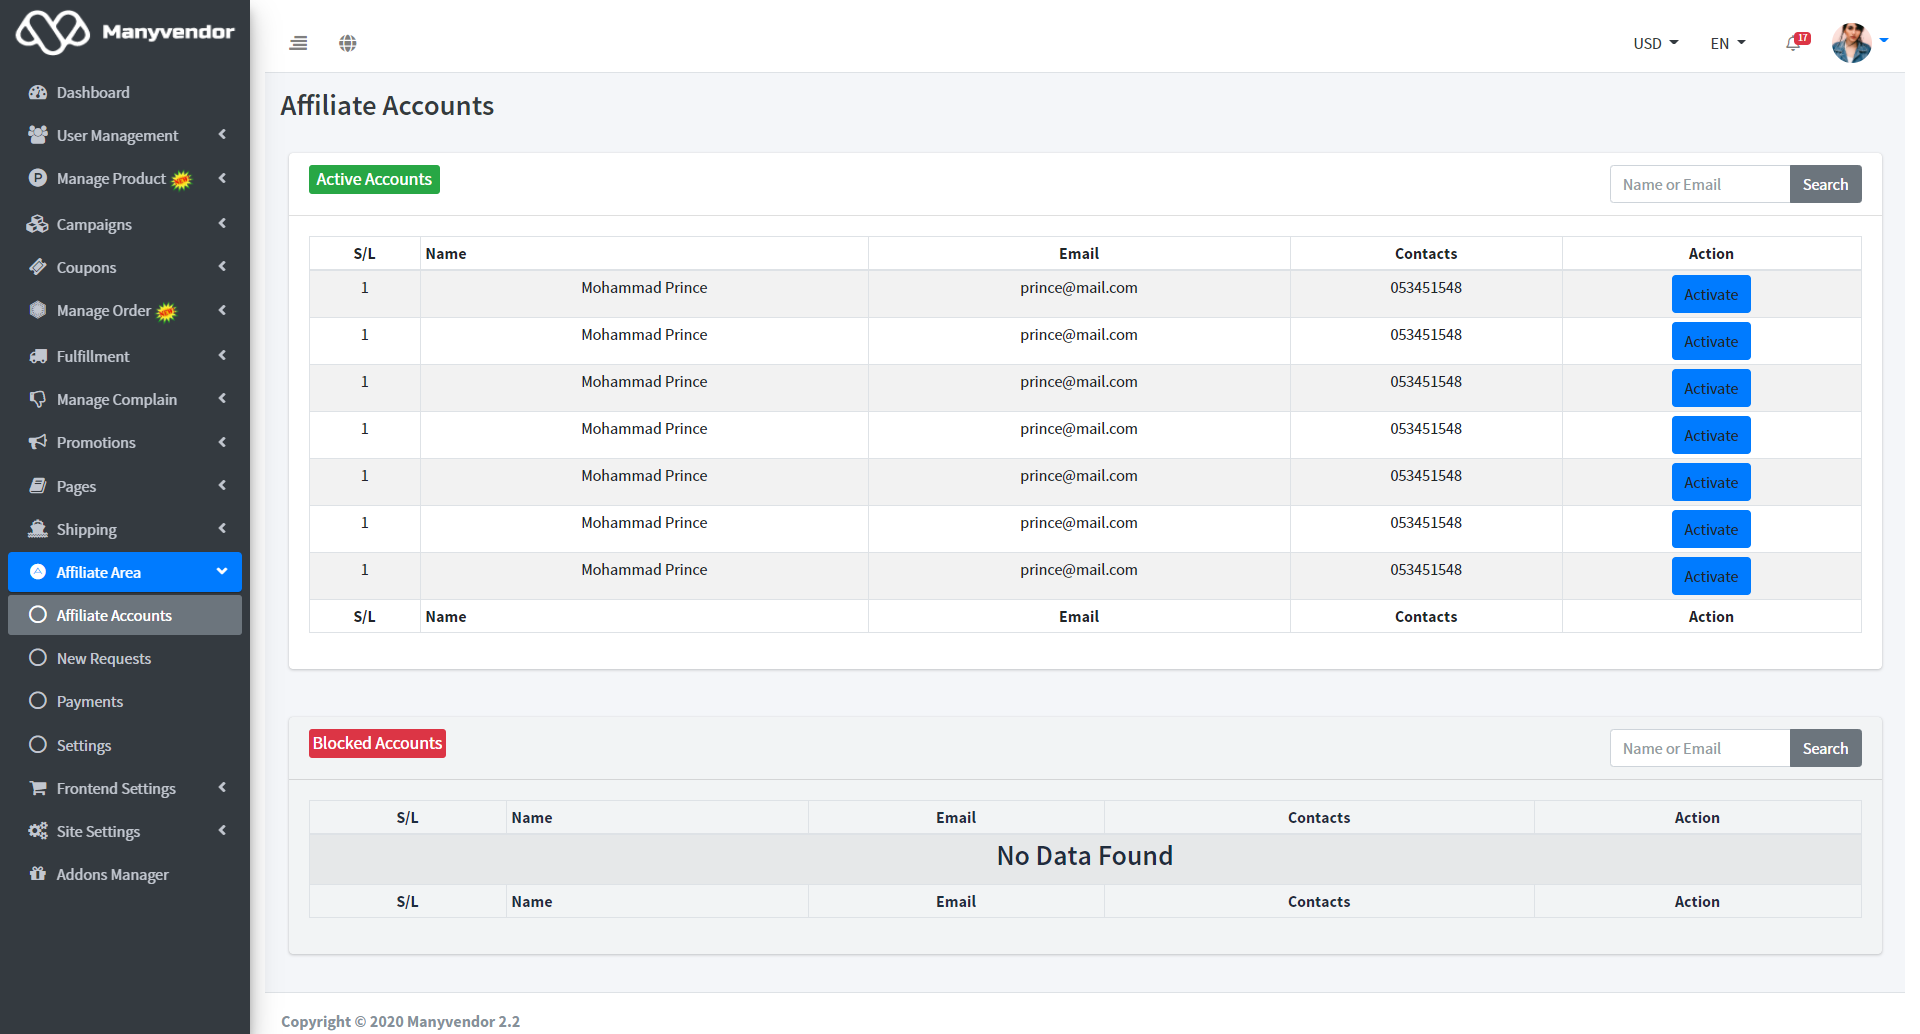 Manyvendor
USD
EN
17
Dashboard
User Management
Manage Product NEW
Campaigns
Coupons
Manage Order NEW
Fulfillment
Manage Complain
Promotions
Pages
Shipping
Affiliate Area
Affiliate Accounts
New Requests
Payments
Settings
Frontend Settings
Site Settings
Addons Manager
Affiliate Accounts
Active Accounts
Name or Email Search
S/L Name Email Contacts Action
1 Mohammad Prince prince@mail.com 053451548 Activate
1 Mohammad Prince prince@mail.com 053451548 Activate
1 Mohammad Prince prince@mail.com 053451548 Activate
1 Mohammad Prince prince@mail.com 053451548 Activate
1 Mohammad Prince prince@mail.com 053451548 Activate
1 Mohammad Prince prince@mail.com 053451548 Activate
1 Mohammad Prince prince@mail.com 053451548 Activate
S/L Name Email Contacts Action
Blocked Accounts
Name or Email Search
S/L Name Email Contacts Action
No Data Found
S/L Name Email Contacts Action
Copyright © 2020 Manyvendor 2.2